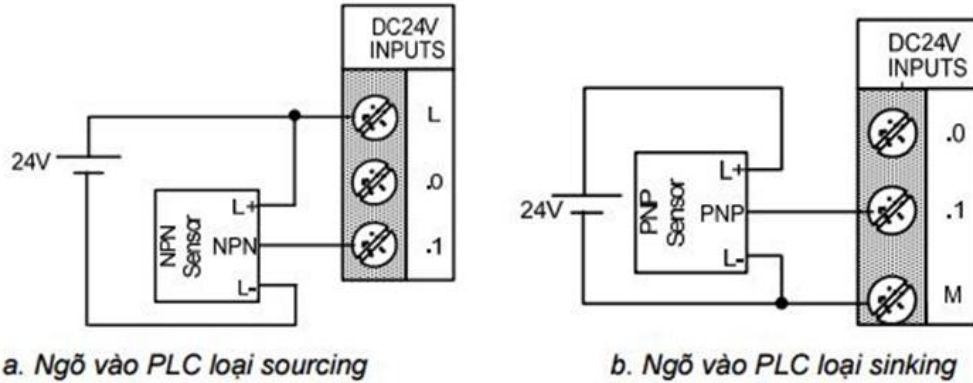 DC24V
INPUTS
L
.0
.1
24V
NPN
Sensor
L+
NPN
L-
a. Ngõ vào PLC loại sourcing
DC24V
INPUTS
.0
.1
M
24V
PNP
Sensor
L+
PNP
L-
b. Ngõ vào PLC loại sinking